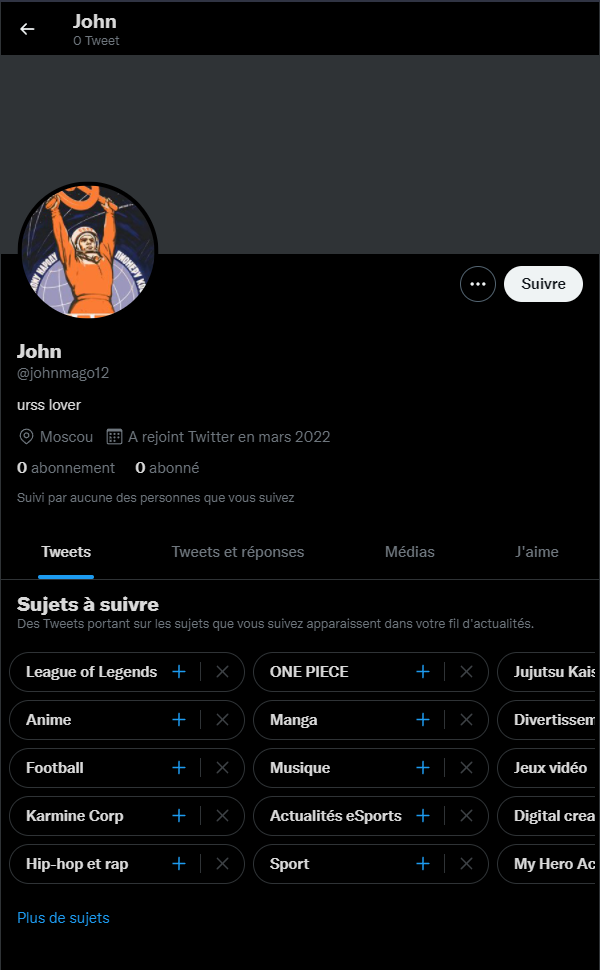 John
0 Tweet
Suivre
John
@johnmago12
urss lover
Moscou A rejoint Twitter en mars 2022
0 abonnement 0 abonné
Suivi par aucune des personnes que vous suivez
Tweets Tweets et réponses Médias J'aime
Sujets à suivre
Des Tweets portant sur les sujets que vous suivez apparaissent dans votre fil d'actualités.
League of Legends ONE PIECE Jujutsu Kais
Anime Manga Divertissem
Football Musique Jeux vidéo
Karmine Corp Actualités eSports Digital crea
Hip-hop et rap Sport My Hero Ac
Plus de sujets